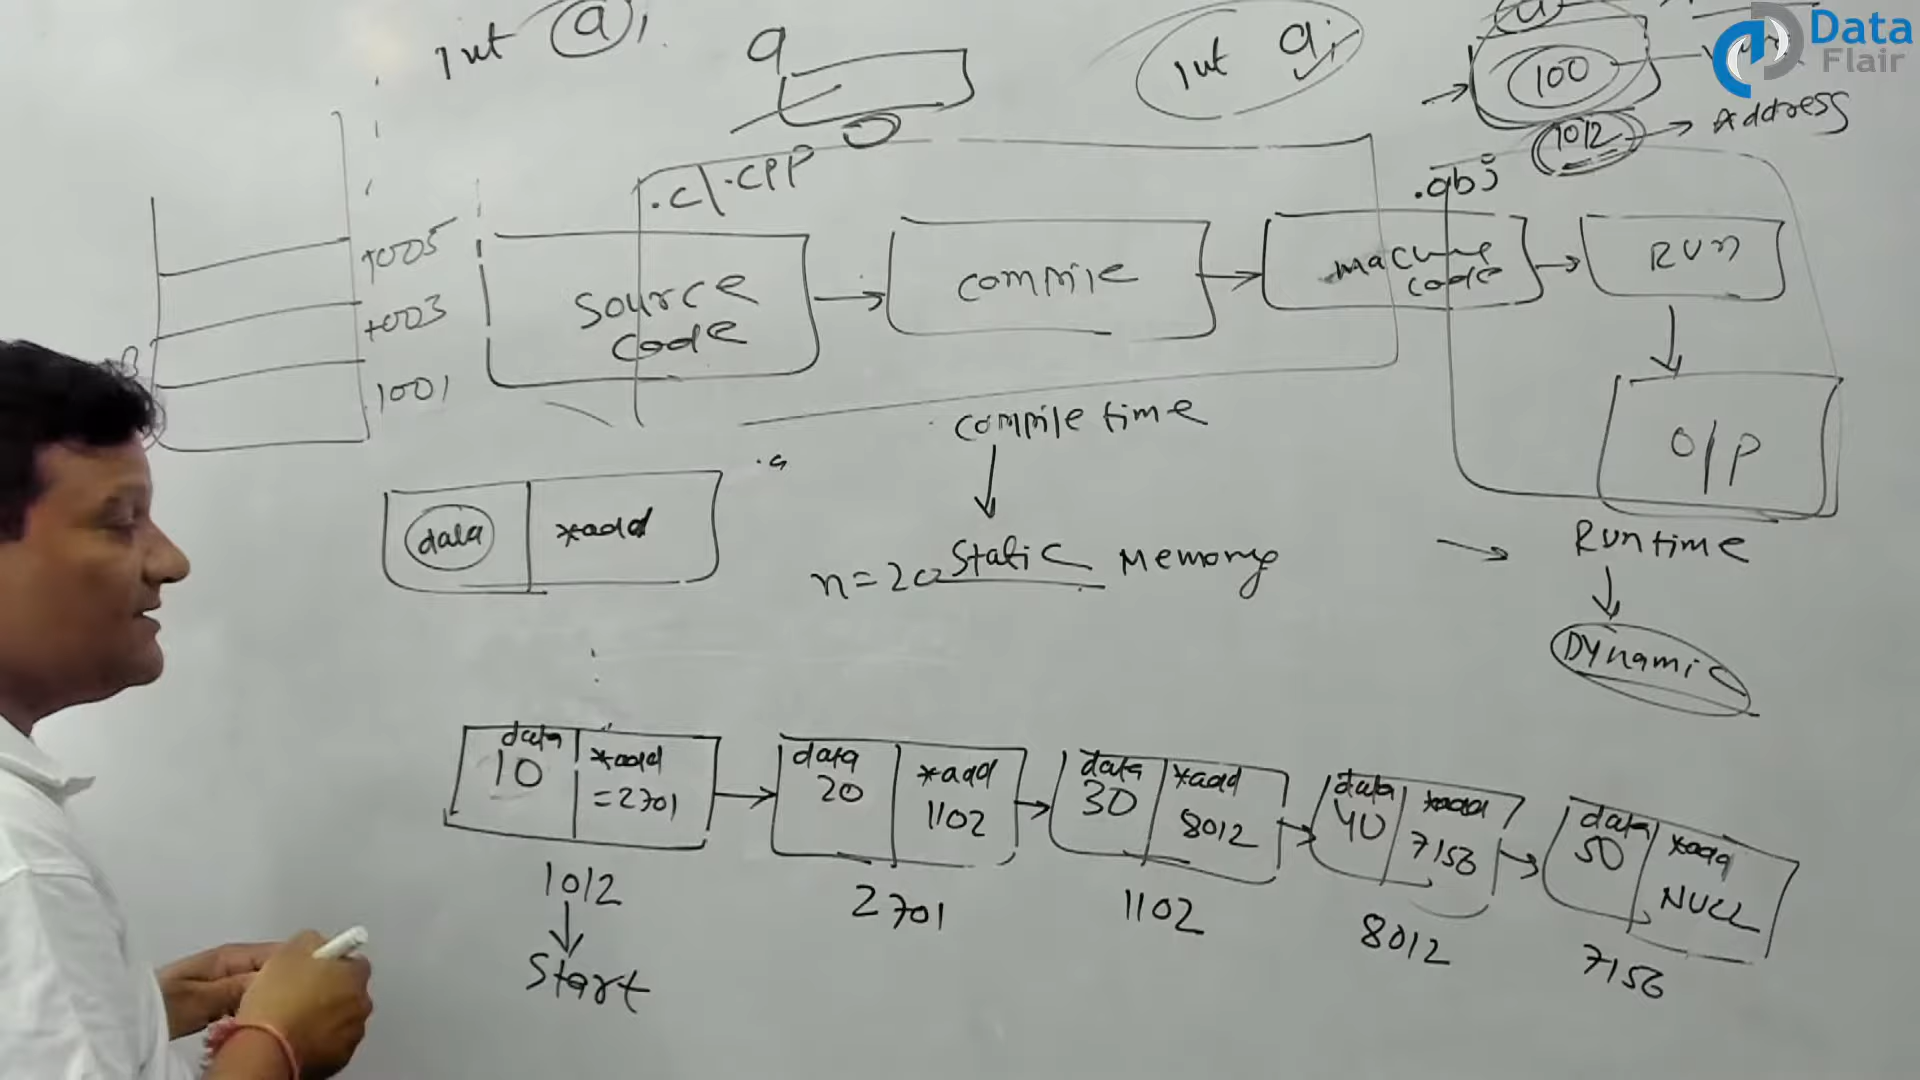 int a;
a
int a;
a
100
Data
Flair
1012
Address
.c\.cpp
.obj
1005
1003
1001
Source
code
compile
machine
code
Run
O/P
compile time
Static Memory
n=20
Runtime
Dynamic
data
*add
data
10
*add
=2701
data
20
*add
1102
data
30
*add
8012
data
40
*add
7156
data
50
*add
NULL
1012
2701
1102
8012
7156
Start